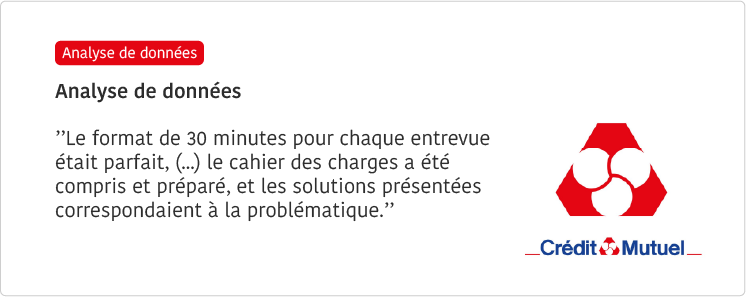 Analyse de données
Analyse de données
”Le format de 30 minutes pour chaque entrevue
était parfait, (...) le cahier des charges a été
compris et préparé, et les solutions présentées
correspondaient à la problématique.”
Crédit Mutuel